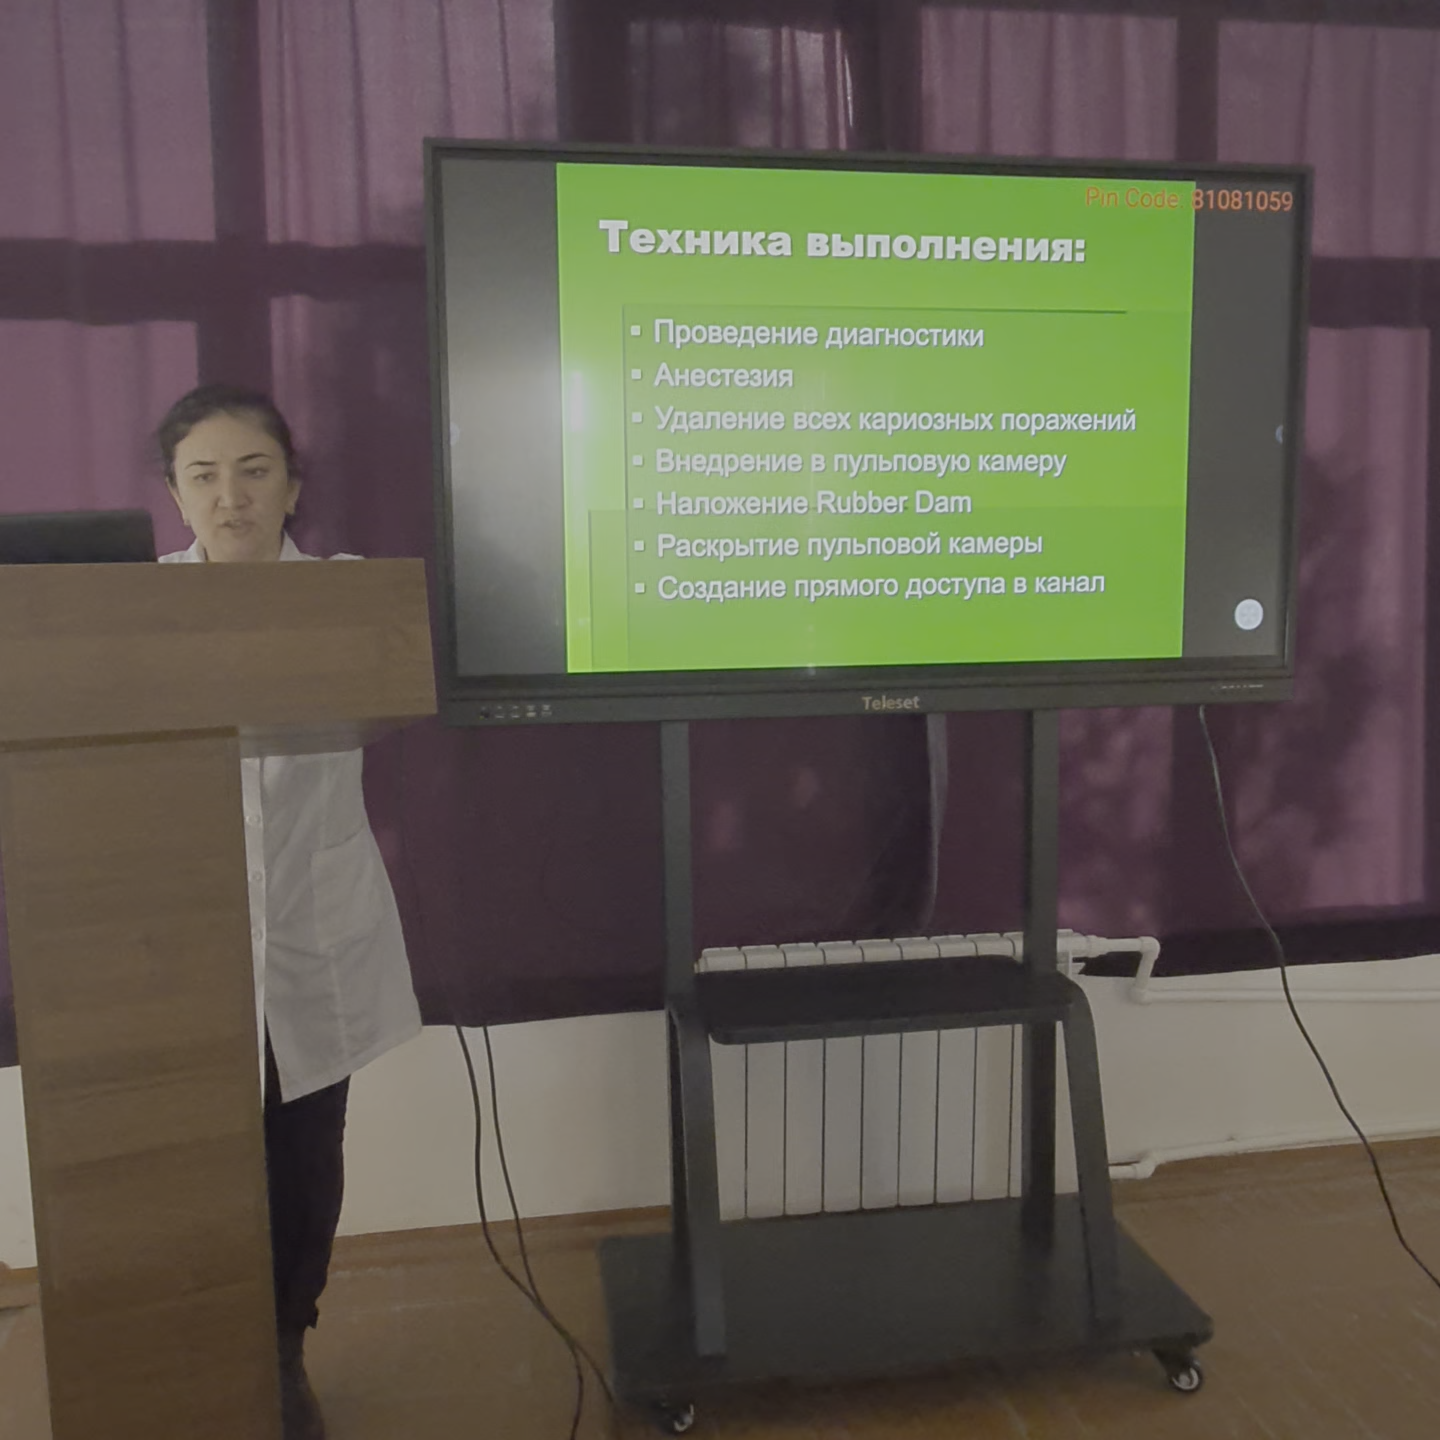 Pin Code: 81081059
Техника выполнения:
▪ Проведение диагностики
▪ Анестезия
▪ Удаление всех кариозных поражений
▪ Внедрение в пульповую камеру
▪ Наложение Rubber Dam
▪ Раскрытие пульповой камеры
▪ Создание прямого доступа в канал
Teleset